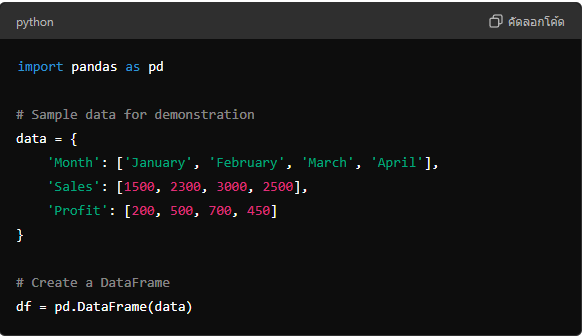 python
คัดลอกโค้ด
import pandas as pd
# Sample data for demonstration
data = {
    'Month': ['January', 'February', 'March', 'April'],
    'Sales': [1500, 2300, 3000, 2500],
    'Profit': [200, 500, 700, 450]
}
# Create a DataFrame
df = pd.DataFrame(data)